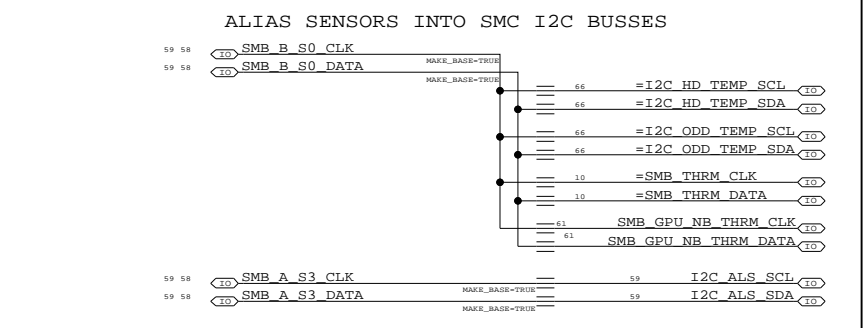 ALIAS SENSORS INTO SMC I2C BUSSES
59 58 IO SMB_B_S0_CLK MAKE_BASE=TRUE
59 58 IO SMB_B_S0_DATA MAKE_BASE=TRUE
66 =I2C_HD_TEMP_SCL IO
66 =I2C_HD_TEMP_SDA IO
66 =I2C_ODD_TEMP_SCL IO
66 =I2C_ODD_TEMP_SDA IO
10 =SMB_THRM_CLK IO
10 =SMB_THRM_DATA IO
61 SMB_GPU_NB_THRM_CLK IO
61 SMB_GPU_NB_THRM_DATA IO
59 58 IO SMB_A_S3_CLK MAKE_BASE=TRUE 59 I2C_ALS_SCL IO
59 58 IO SMB_A_S3_DATA MAKE_BASE=TRUE 59 I2C_ALS_SDA IO